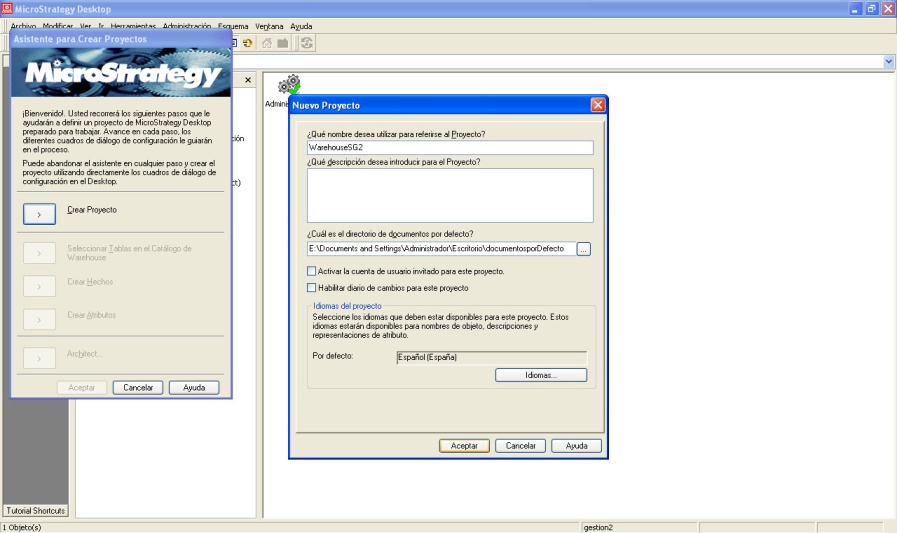 MicroStrategy Desktop
Archivo Modificar Ver Ir Herramientas Administración Esquema Ventana Ayuda
Asistente para Crear Proyectos
MicroStrategy
¡Bienvenido!. Usted recorrerá los siguientes pasos que le
ayudarán a definir un proyecto de MicroStrategy Desktop
preparado para trabajar. Avance en cada paso, los
diferentes cuadros de diálogo de configuración le guiarán
en el proceso.
Puede abandonar el asistente en cualquier paso y crear el
proyecto utilizando directamente los cuadros de diálogo de
configuración en el Desktop.
> Crear Proyecto
> Seleccionar Tablas en el Catálogo de
Warehouse
> Crear Hechos
> Crear Atributos
> Architect...
Aceptar Cancelar Ayuda
ión
ct)
Admini
Nuevo Proyecto
¿Qué nombre desea utilizar para referirse al Proyecto?
WarehouseSG2
¿Qué descripción desea introducir para el Proyecto?
¿Cuál es el directorio de documentos por defecto?
E:\Documents and Settings\Administrador\Escritorio\documentosporDefecto ...
Activar la cuenta de usuario invitado para este proyecto.
Habilitar diario de cambios para este proyecto
Idiomas del proyecto
Seleccione los idiomas que deben estar disponibles para este proyecto. Estos
idiomas estarán disponibles para nombres de objeto, descripciones y
representaciones de atributo.
Por defecto: Español (España)
Idiomas...
Aceptar Cancelar Ayuda
Tutorial Shortcuts
1 Objeto(s) gestion2